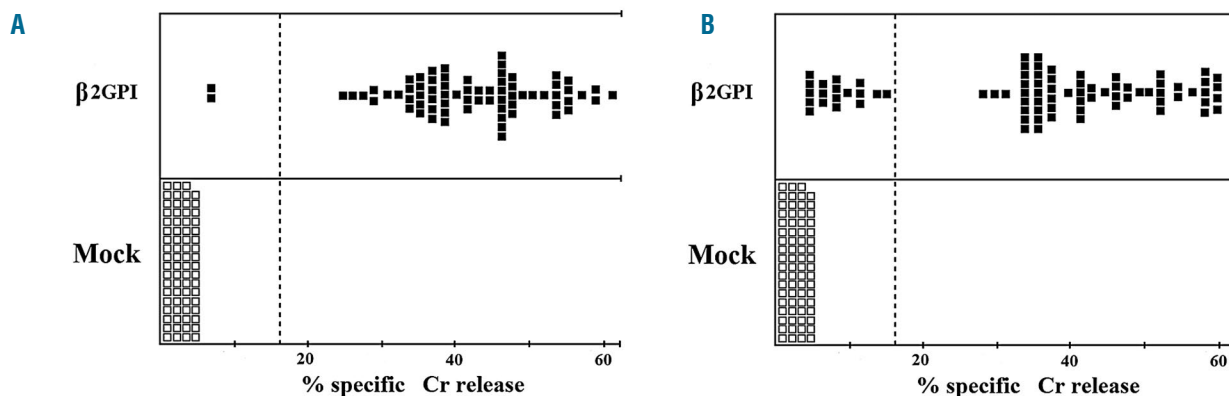 A
β2GPI
Mock
20 40 60
% specific Cr release
B
β2GPI
Mock
20 40 60
% specific Cr release